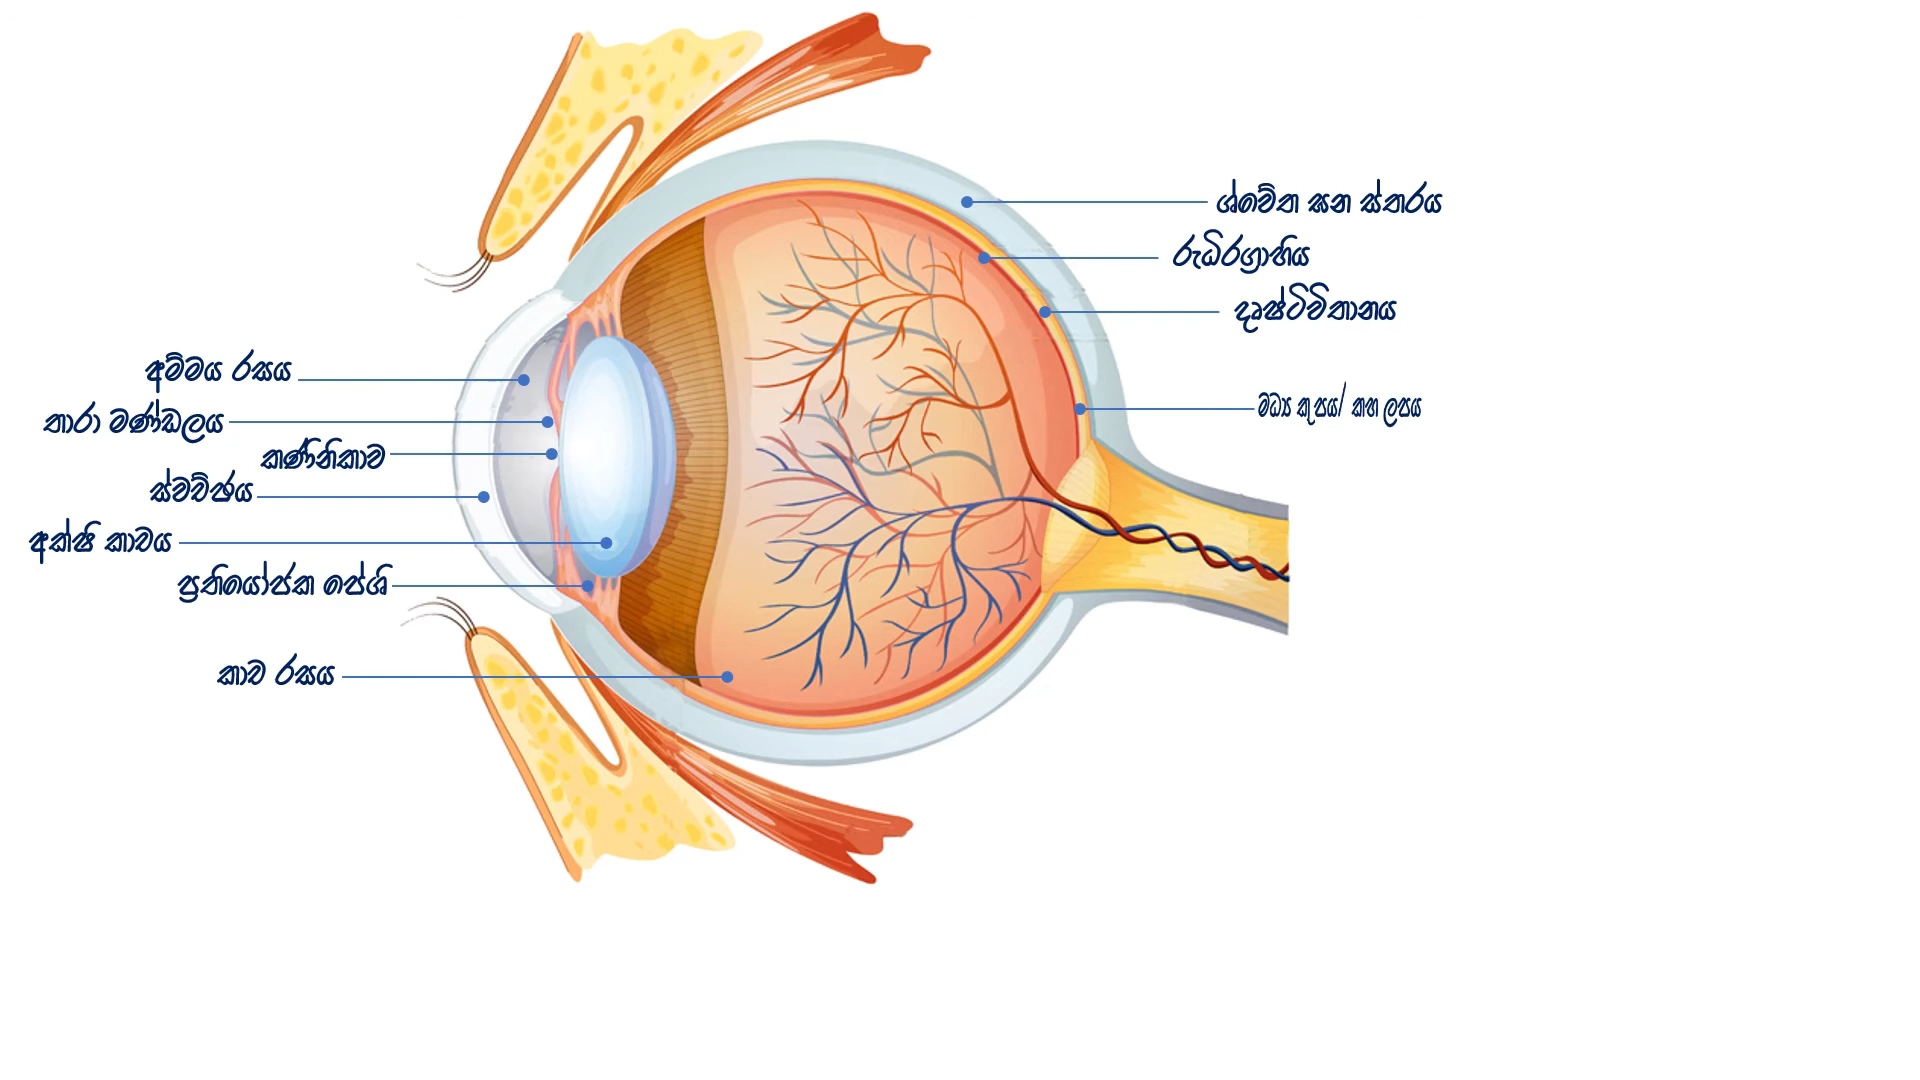 ශ්වේත ඝන ස්තරය
රුධිරග්‍රාහිය
දෘෂ්ටිවිතානය
අම්මය රසය
තාරා මණ්ඩලය
මධ්‍ය කූපය/ කහ ලපය
කණීනිකාව
ස්වච්ඡය
අක්ෂි කාචය
ප්‍රතියෝජක පේශි
කාච රසය